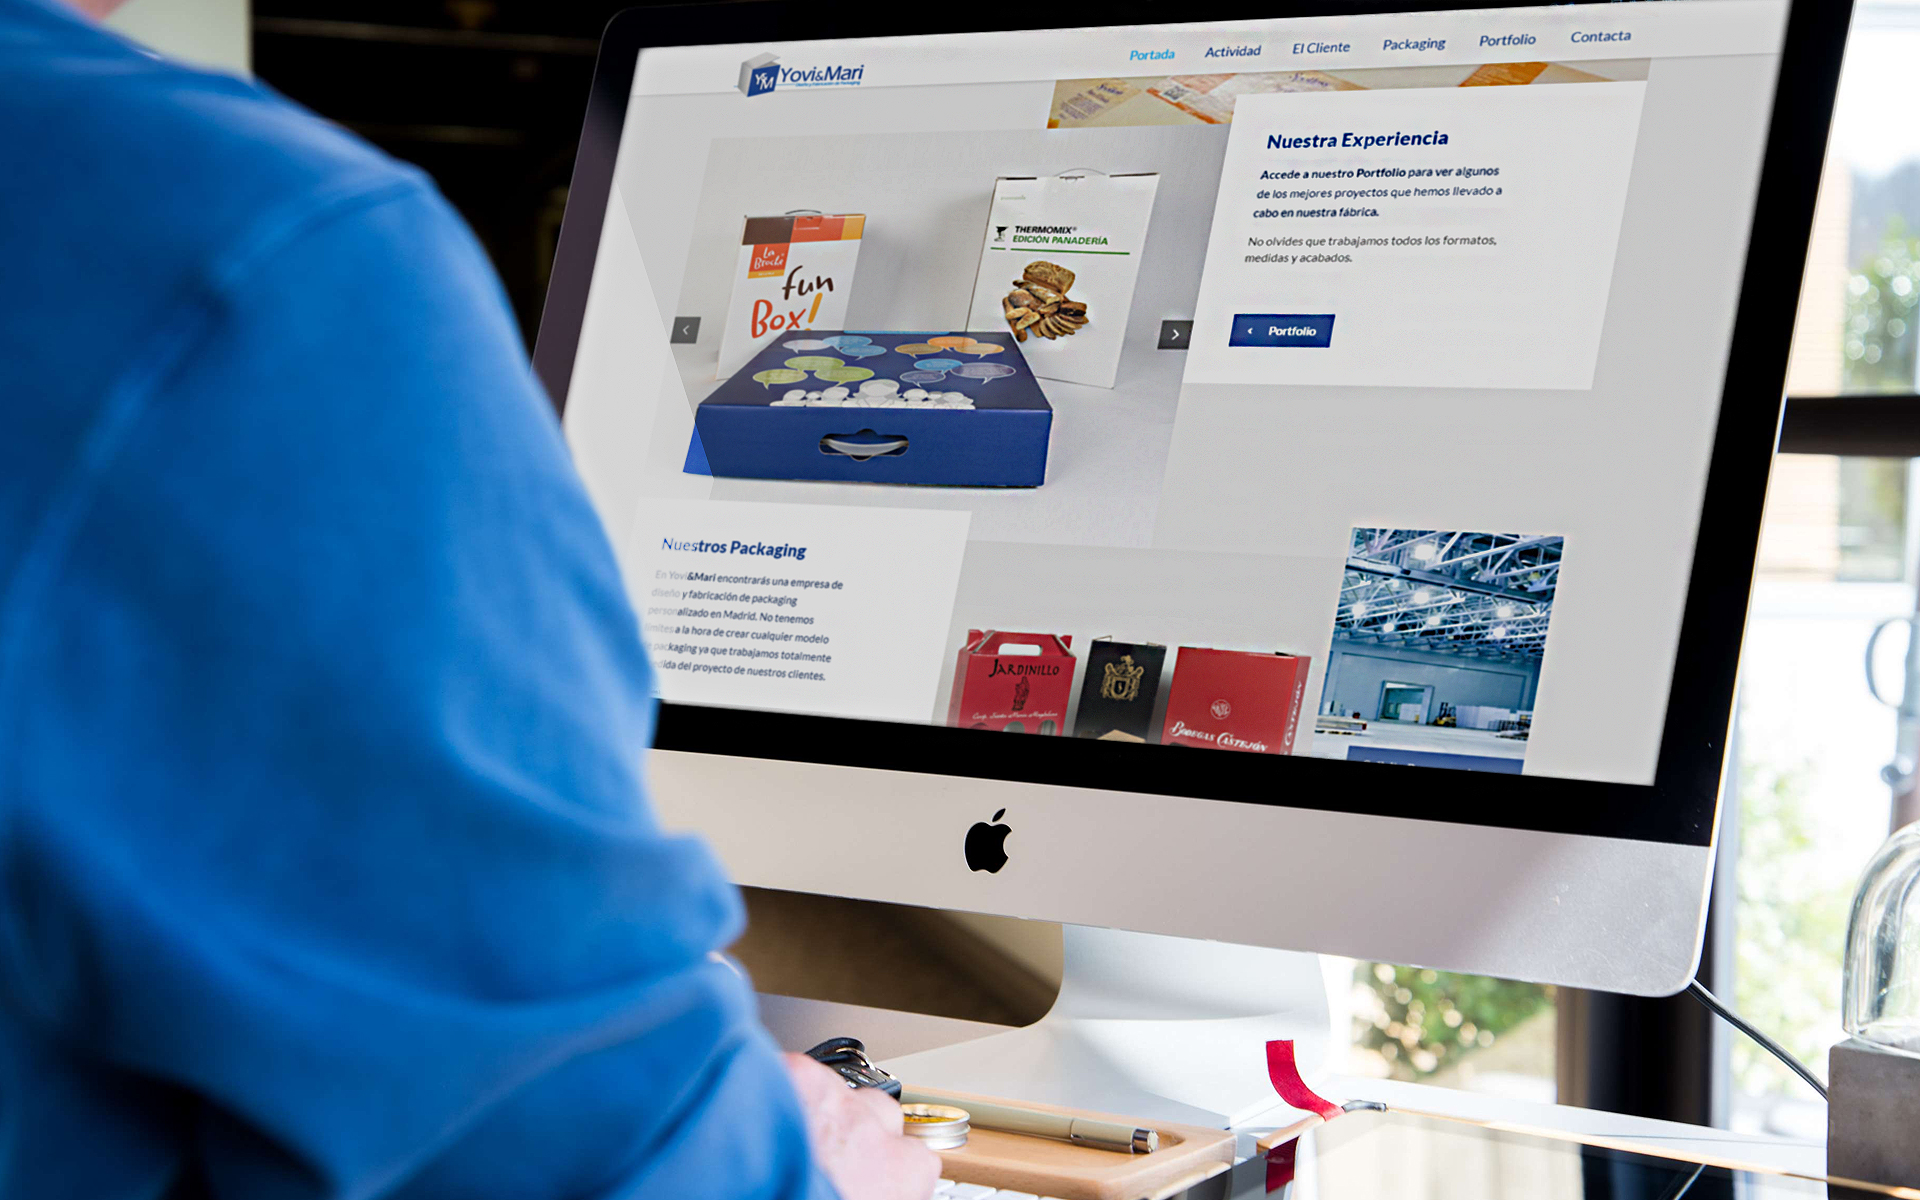 Y&M Yovi&Mari
Portada Actividad El Cliente Packaging Portfolio Contacta
Nuestra Experiencia
Accede a nuestro Portfolio para ver algunos
de los mejores proyectos que hemos llevado a
cabo en nuestra fábrica.
No olvides que trabajamos todos los formatos,
medidas y acabados.
‹ Portfolio
THERMOMIX®
EDICIÓN PANADERÍA
La
Broche
fun
Box!
Nuestros Packaging
En Yovi&Mari encontrarás una empresa de
diseño y fabricación de packaging
personalizado en Madrid. No tenemos
límites a la hora de crear cualquier modelo
packaging ya que trabajamos totalmente
medida del proyecto de nuestros clientes.
JARDINILLO
BODEGAS CASTEJÓN
CASTEJÓN